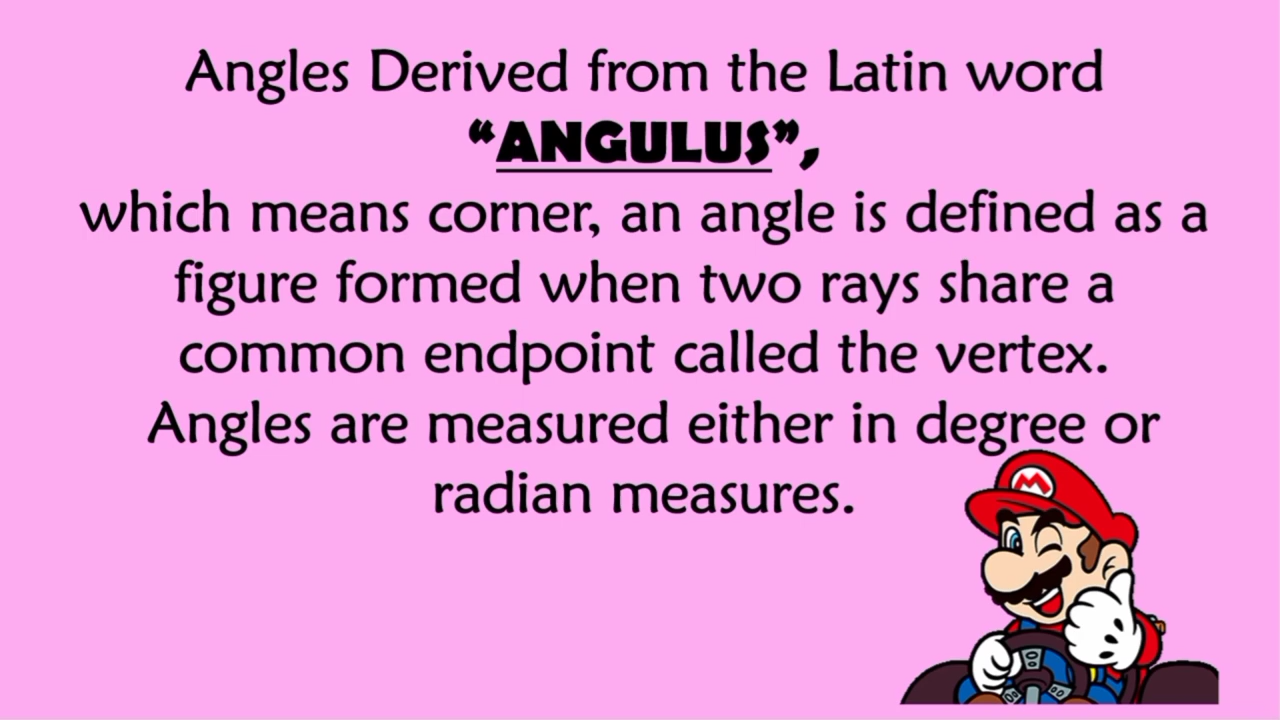 Angles Derived from the Latin word
“ANGULUS”,
which means corner, an angle is defined as a
figure formed when two rays share a
common endpoint called the vertex.
Angles are measured either in degree or
radian measures.
M